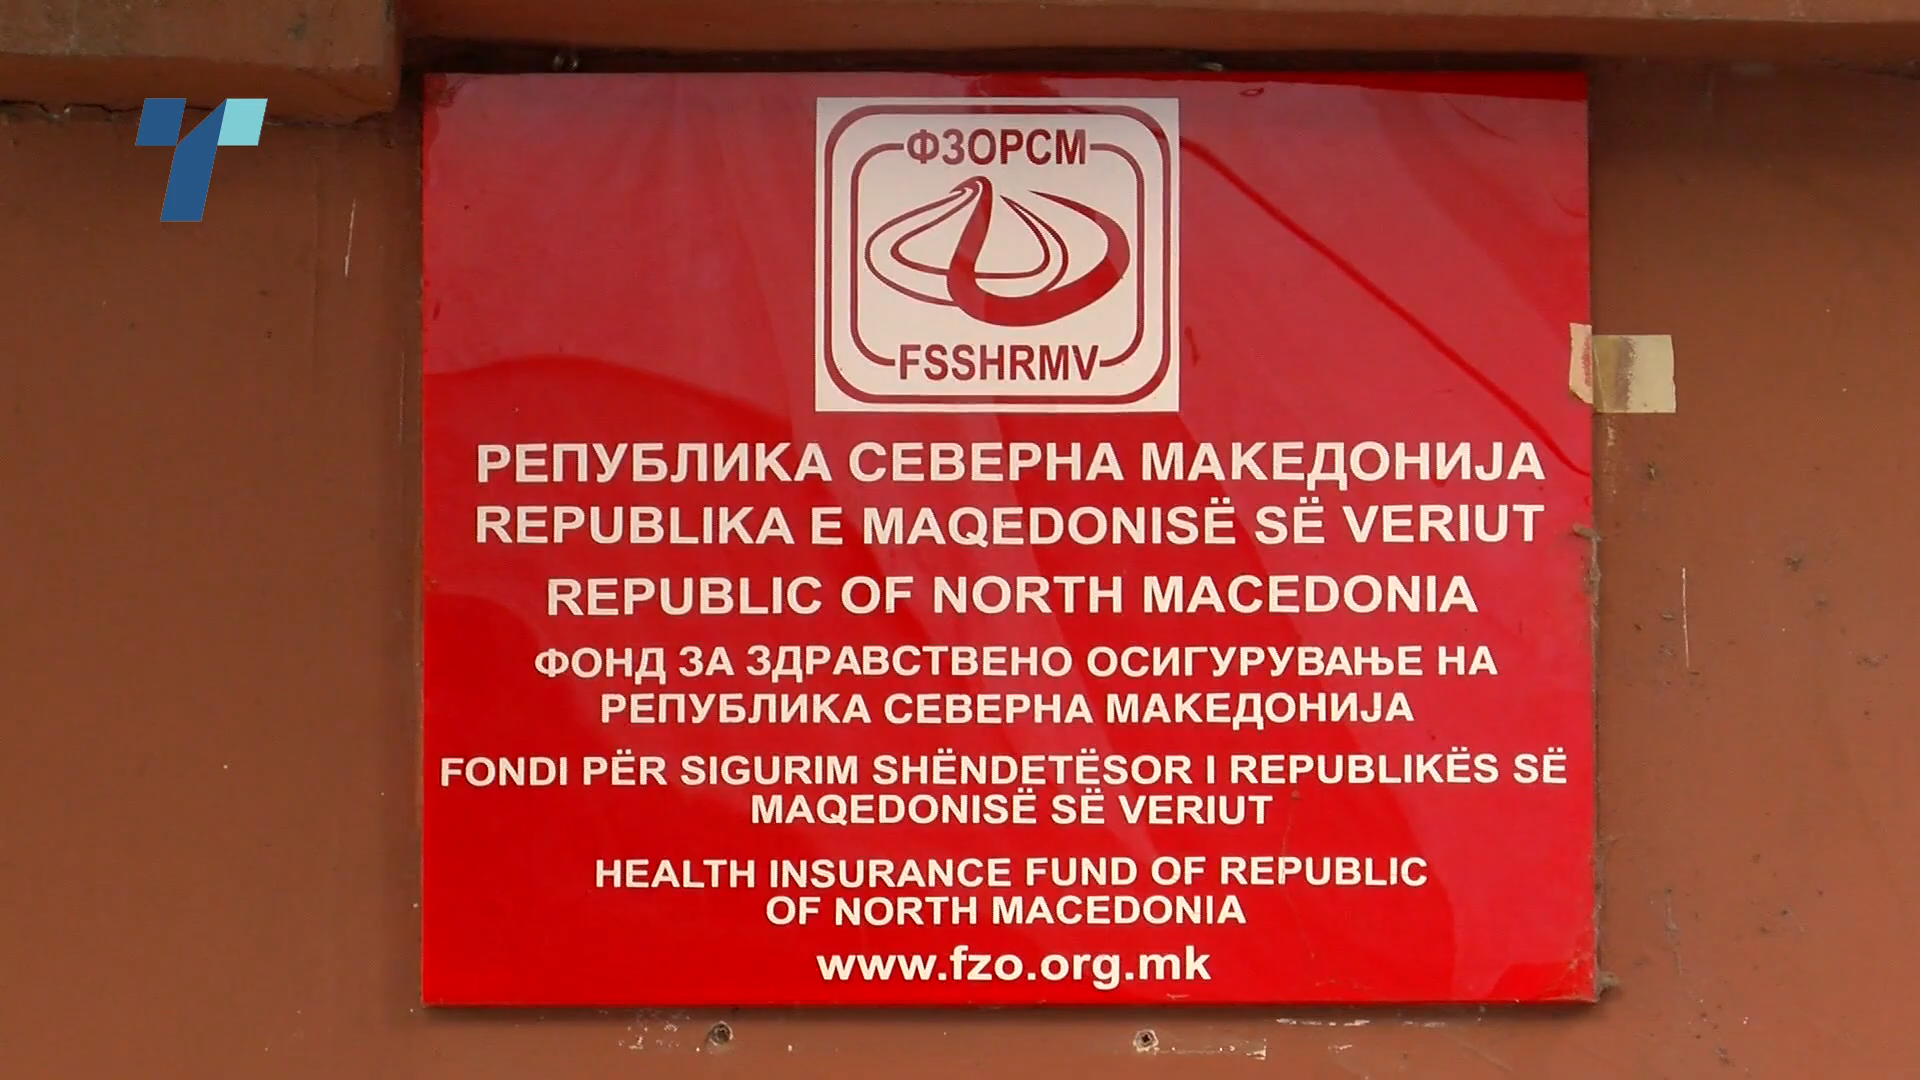 ФЗОРСМ
FSSHRMV
РЕПУБЛИКА СЕВЕРНА МАКЕДОНИЈА
REPUBLIKA E MAQEDONISË SË VERIUT
REPUBLIC OF NORTH MACEDONIA
ФОНД ЗА ЗДРАВСТВЕНО ОСИГУРУВАЊЕ НА
РЕПУБЛИКА СЕВЕРНА МАКЕДОНИЈА
FONDI PËR SIGURIM SHËNDETËSOR I REPUBLIKËS SË
MAQEDONISË SË VERIUT
HEALTH INSURANCE FUND OF REPUBLIC
OF NORTH MACEDONIA
www.fzo.org.mk